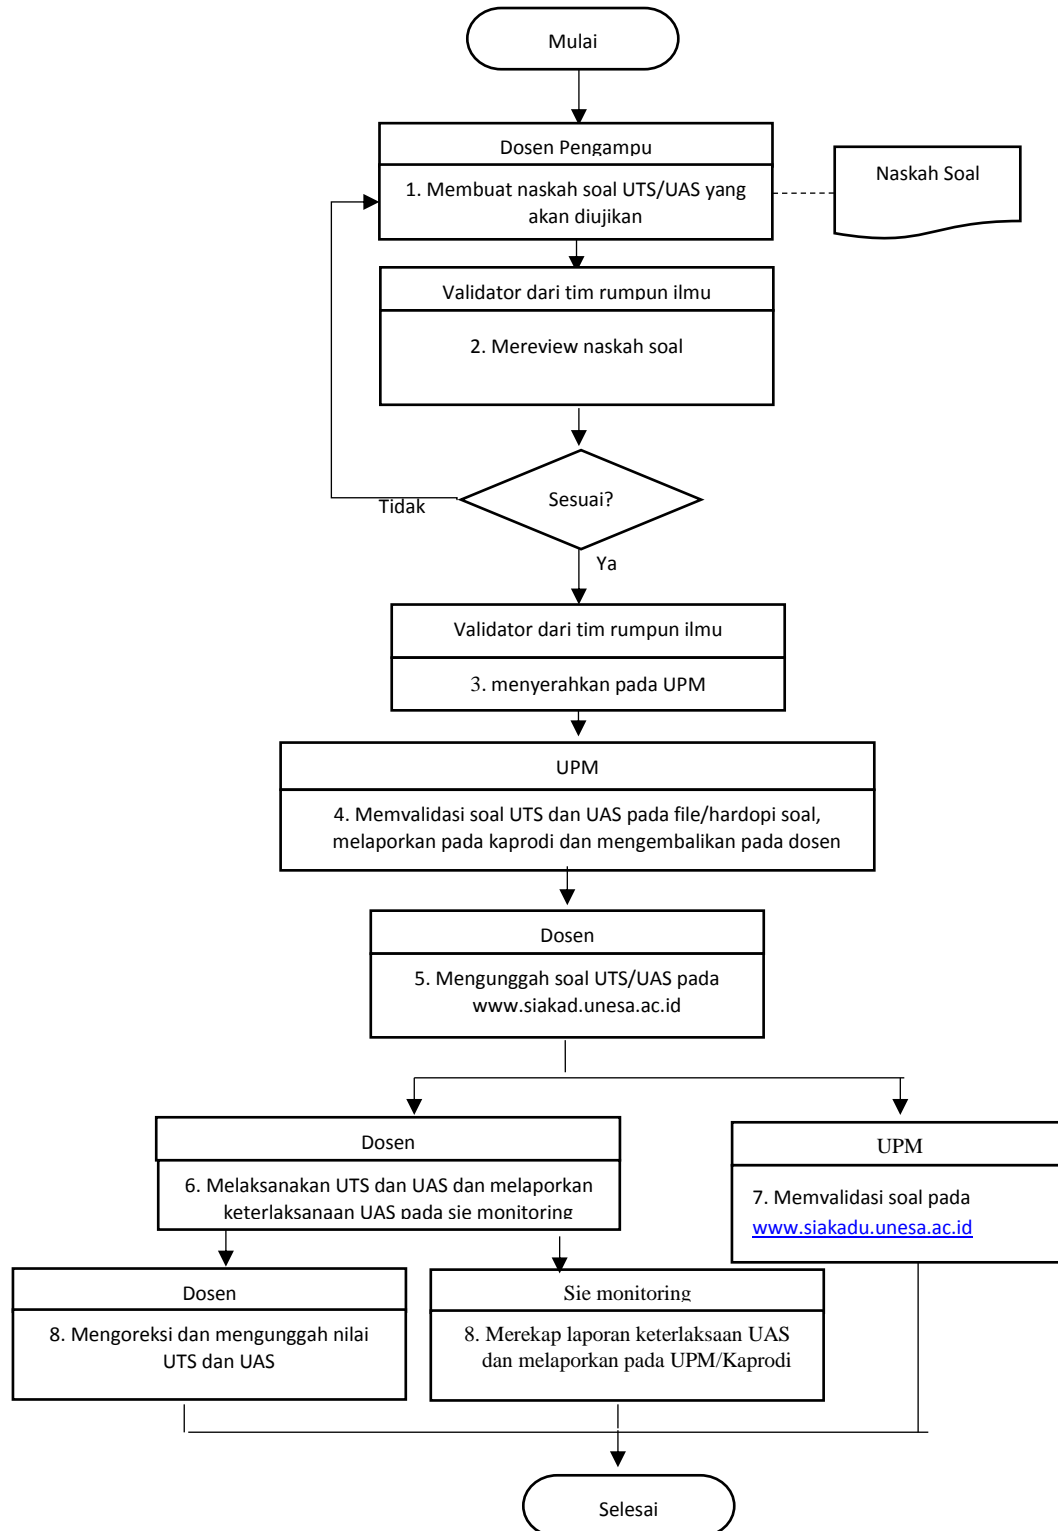 Mulai
Dosen Pengampu
1. Membuat naskah soal UTS/UAS yang
akan diujikan
Naskah Soal
Validator dari tim rumpun ilmu
2. Mereview naskah soal
Sesuai?
Tidak
Ya
Validator dari tim rumpun ilmu
3. menyerahkan pada UPM
UPM
4. Memvalidasi soal UTS dan UAS pada file/hardopi soal,
melaporkan pada kaprodi dan mengembalikan pada dosen
Dosen
5. Mengunggah soal UTS/UAS pada
www.siakad.unesa.ac.id
Dosen
6. Melaksanakan UTS dan UAS dan melaporkan
keterlaksanaan UAS pada sie monitoring
UPM
7. Memvalidasi soal pada
www.siakadu.unesa.ac.id
Dosen
8. Mengoreksi dan mengunggah nilai
UTS dan UAS
Sie monitoring
8. Merekap laporan keterlaksaan UAS
dan melaporkan pada UPM/Kaprodi
Selesai